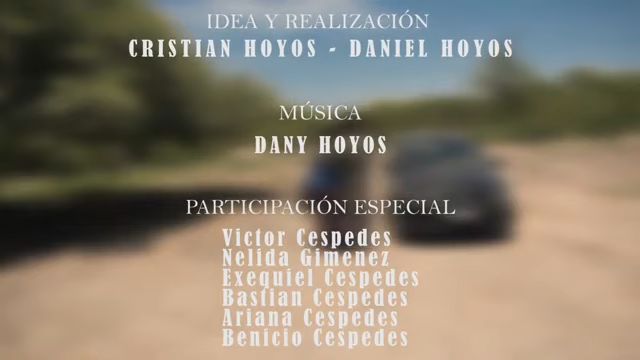 IDEA Y REALIZACIÓN
CRISTIAN HOYOS - DANIEL HOYOS
MÚSICA
DANY HOYOS
PARTICIPACIÓN ESPECIAL
Victor Cespedes
Nelida Gimenez
Exequiel Cespedes
Bastian Cespedes
Ariana Cespedes
Benicio Cespedes